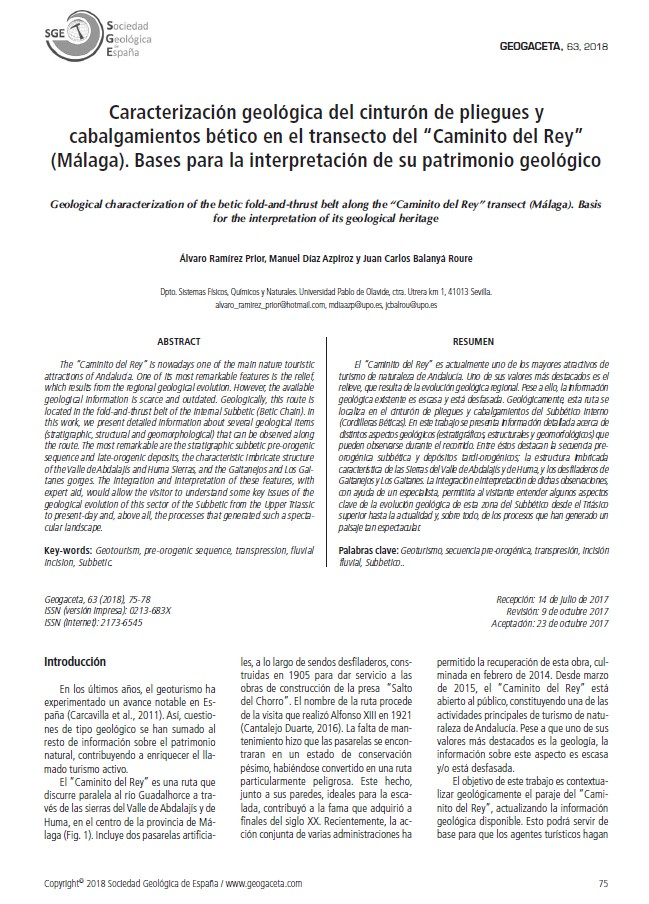 SGE
Sociedad
Geológica
de
España
GEOGACETA, 63, 2018
Caracterización geológica del cinturón de pliegues y
cabalgamientos bético en el transecto del “Caminito del Rey”
(Málaga). Bases para la interpretación de su patrimonio geológico
Geological characterization of the betic fold-and-thrust belt along the “Caminito del Rey” transect (Málaga). Basis
for the interpretation of its geological heritage
Álvaro Ramírez Prior, Manuel Díaz Azpiroz y Juan Carlos Balanyá Roure
Dpto. Sistemas Físicos, Químicos y Naturales. Universidad Pablo de Olavide, ctra. Utrera km 1, 41013 Sevilla.
alvaro_ramirez_prior@hotmail.com, mdiaazp@upo.es, jcbalrou@upo.es
ABSTRACT
The “Caminito del Rey” is nowadays one of the main nature touristic
attractions of Andalucia. One of its most remarkable features is the relief,
which results from the regional geological evolution. However, the available
geological information is scarce and outdated. Geologically, this route is
located in the fold-and-thrust belt of the Internal Subbetic (Betic Chain). In
this work, we present detailed information about several geological items
(stratigraphic, structural and geomorphological) that can be observed along
the route. The most remarkable are the stratigraphic subbetic pre-orogenic
sequence and late-orogenic deposits, the characteristic imbricate structure
of the Valle de Abdalajís and Huma Sierras, and the Gaitanejos and Los Gai-
tanes gorges. The integration and interpretation of these features, with
expert aid, would allow the visitor to understand some key issues of the
geological evolution of this sector of the Subbetic from the Upper Triassic
to present-day and, above all, the processes that generated such a specta-
cular landscape.
Key-words: Geotourism, pre-orogenic sequence, transpression, fluvial
incision, Subbetic.
RESUMEN
El “Caminito del Rey” es actualmente uno de los mayores atractivos de
turismo de naturaleza de Andalucía. Uno de sus valores más destacados es el
relieve, que resulta de la evolución geológica regional. Pese a ello, la información
geológica existente es escasa y está desfasada. Geológicamente, esta ruta se
localiza en el cinturón de pliegues y cabalgamientos del Subbético Interno
(Cordilleras Béticas). En este trabajo se presenta información detallada acerca de
distintos aspectos geológicos (estratigráficos, estructurales y geomorfológicos) que
pueden observarse durante el recorrido. Entre éstos destacan la secuencia pre-
orogénica subbética y depósitos tardi-orogénicos; la estructura imbricada
característica de las Sierras del Valle de Abdalajís y de Huma, y los desfiladeros de
Gaitanejos y Los Gaitanes. La integración e interpretación de dichas observaciones,
con ayuda de un especialista, permitiría al visitante entender algunos aspectos
clave de la evolución geológica de esta zona del Subbético desde el Triásico
superior hasta la actualidad y, sobre todo, de los procesos que han generado un
paisaje tan espectacular.
Palabras clave: Geoturismo, secuencia pre-orogénica, transpresión, incisión
fluvial, Subbetico..
Geogaceta, 63 (2018), 75-78
ISSN (versión impresa): 0213-683X
ISSN (Internet): 2173-6545
Recepción: 14 de julio de 2017
Revisión: 9 de octubre 2017
Aceptación: 23 de octubre 2017
Introducción
En los últimos años, el geoturismo ha
experimentado un avance notable en Es-
paña (Carcavilla et al., 2011). Así, cuestio-
nes de tipo geológico se han sumado al
resto de información sobre el patrimonio
natural, contribuyendo a enriquecer el lla-
mado turismo activo.
El “Caminito del Rey” es una ruta que
discurre paralela al río Guadalhorce a tra-
vés de las sierras del Valle de Abdalajís y de
Huma, en el centro de la provincia de Má-
laga (Fig. 1). Incluye dos pasarelas artificia-
les, a lo largo de sendos desfiladeros, cons-
truidas en 1905 para dar servicio a las
obras de construcción de la presa “Salto
del Chorro”. El nombre de la ruta procede
de la visita que realizó Alfonso XIII en 1921
(Cantalejo Duarte, 2016). La falta de man-
tenimiento hizo que las pasarelas se encon-
traran en un estado de conservación
pésimo, habiéndose convertido en una ruta
particularmente peligrosa. Este hecho,
junto a sus paredes, ideales para la esca-
lada, contribuyó a la fama que adquirió a
finales del siglo XX. Recientemente, la ac-
ción conjunta de varias administraciones ha
permitido la recuperación de esta obra, cul-
minada en febrero de 2014. Desde marzo
de 2015, el “Caminito del Rey” está
abierto al público, constituyendo una de las
actividades principales de turismo de natu-
raleza de Andalucía. Pese a que uno de sus
valores más destacados es la geología, la
información sobre este aspecto es escasa
y/o está desfasada.
El objetivo de este trabajo es contextua-
lizar geológicamente el paraje del “Cami-
nito del Rey”, actualizando la información
geológica disponible. Esto podrá servir de
base para que los agentes turísticos hagan
Copyright© 2018 Sociedad Geológica de España / www.geogaceta.com
75